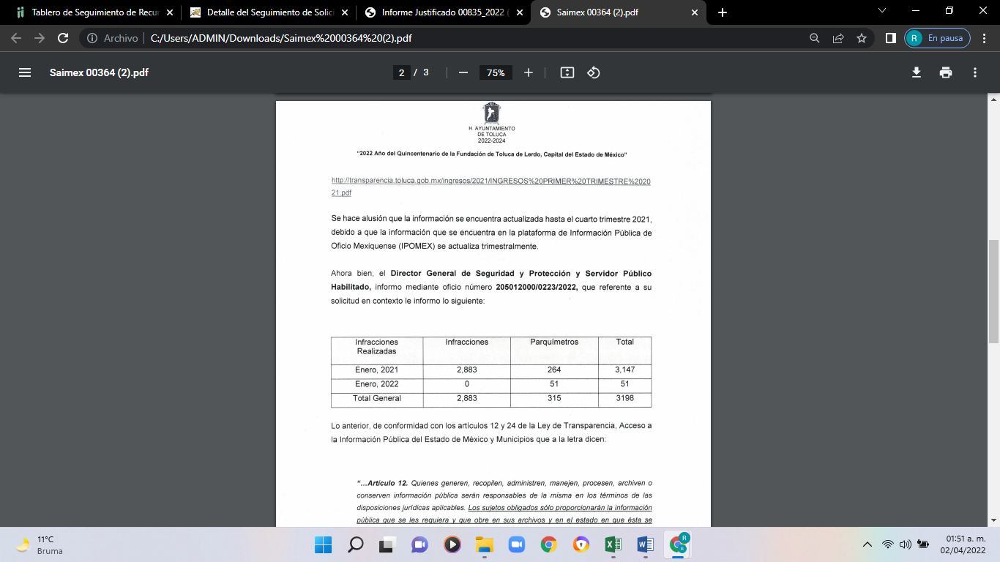 Tablero de Seguimiento de Recur
Detalle del Seguimiento de Solici
Informe Justificado 00835_2022 (
Saimex 00364 (2).pdf
Archivo C:/Users/ADMIN/Downloads/Saimex%2000364%20(2).pdf
R En pausa
Saimex 00364 (2).pdf
2 / 3
75%
H. AYUNTAMIENTO
DE TOLUCA
2022-2024
"2022 Año del Quincentenario de la Fundación de Toluca de Lerdo, Capital del Estado de México"
http://transparencia.toluca.gob.mx/ingresos/2021/INGRESOS%20PRIMER%20TRIMESTRE%2020
21.pdf
Se hace alusión que la información se encuentra actualizada hasta el cuarto trimestre 2021,
debido a que la información que se encuentra en la plataforma de Información Pública de
Oficio Mexiquense (IPOMEX) se actualiza trimestralmente.
Ahora bien, el Director General de Seguridad y Protección y Servidor Público
Habilitado, informo mediante oficio número 205012000/0223/2022, que referente a su
solicitud en contexto le informo lo siguiente:
Infracciones Infracciones Parquímetros Total
Realizadas
Enero, 2021 2,883 264 3,147
Enero, 2022 0 51 51
Total General 2,883 315 3198
Lo anterior, de conformidad con los artículos 12 y 24 de la Ley de Transparencia, Acceso a
la Información Pública del Estado de México y Municipios que a la letra dicen:
"...Artículo 12. Quienes generen, recopilen, administren, manejen, procesen, archiven o
conserven información pública serán responsables de la misma en los términos de las
disposiciones jurídicas aplicables. Los sujetos obligados sólo proporcionarán la información
pública que se les requiera y que obre en sus archivos y en el estado en que ésta se
11°C
Bruma
R
R
01:51 a. m.
02/04/2022